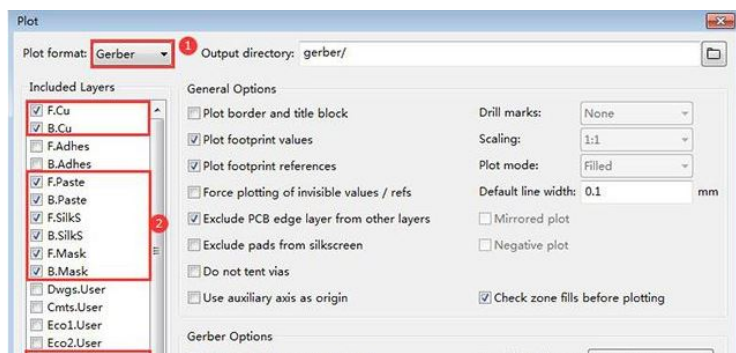 Plot
Plot format: Gerber
1
Output directory: gerber/
Included Layers
F.Cu
B.Cu
F.Adhes
B.Adhes
F.Paste
B.Paste
F.SilkS
B.SilkS
F.Mask
B.Mask
Dwgs.User
Cmts.User
Eco1.User
Eco2.User
2
General Options
Plot border and title block
Plot footprint values
Plot footprint references
Force plotting of invisible values / refs
Exclude PCB edge layer from other layers
Exclude pads from silkscreen
Do not tent vias
Use auxiliary axis as origin
Drill marks: None
Scaling: 1:1
Plot mode: Filled
Default line width: 0.1 mm
Mirrored plot
Negative plot
Check zone fills before plotting
Gerber Options